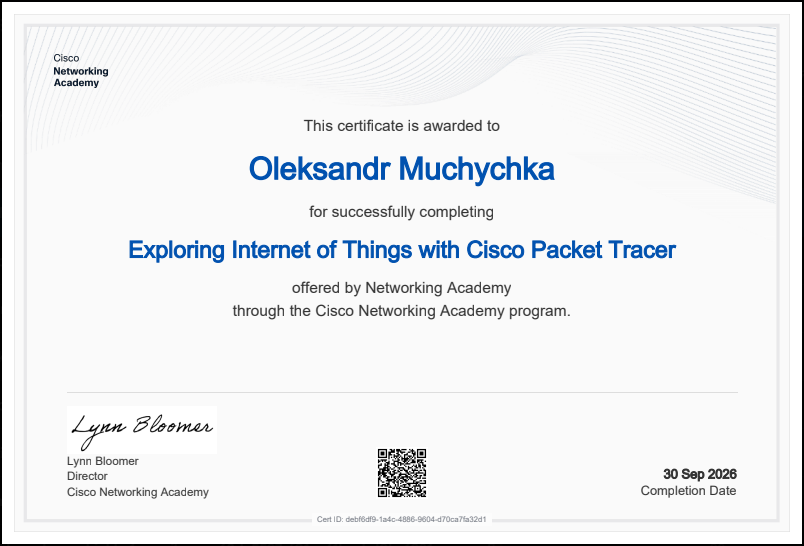 Cisco
Networking
Academy
This certificate is awarded to
Oleksandr Muchychka
for successfully completing
Exploring Internet of Things with Cisco Packet Tracer
offered by Networking Academy
through the Cisco Networking Academy program.
Lynn Bloomer
Lynn Bloomer
Director
Cisco Networking Academy
30 Sep 2026
Completion Date
Cert ID: debf6df9-1a4c-4886-9604-d70ca7fa32d1